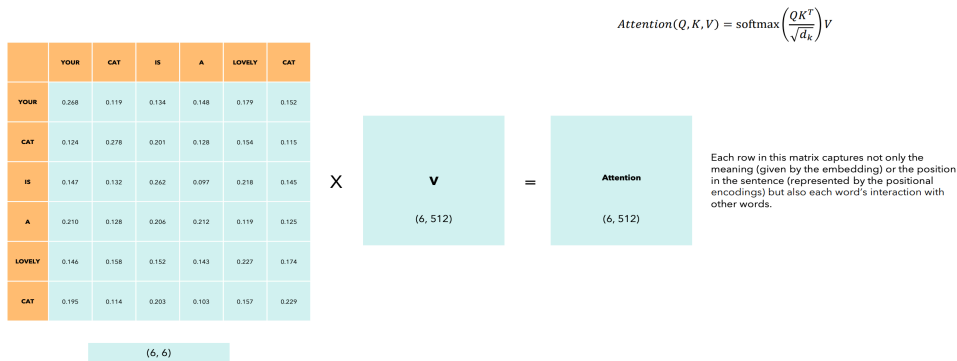 Attention(Q, K, V) = softmax(QK^T / √d_k)V
YOUR CAT IS A LOVELY CAT
YOUR 0.268 0.119 0.134 0.148 0.179 0.152
CAT 0.124 0.278 0.201 0.128 0.154 0.115
IS 0.147 0.132 0.262 0.097 0.218 0.145
A 0.210 0.128 0.206 0.212 0.119 0.125
LOVELY 0.146 0.158 0.152 0.143 0.227 0.174
CAT 0.195 0.114 0.203 0.103 0.157 0.229
(6, 6)
X
V
(6, 512)
=
Attention
(6, 512)
Each row in this matrix captures not only the
meaning (given by the embedding) or the position
in the sentence (represented by the positional
encodings) but also each word's interaction with
other words.